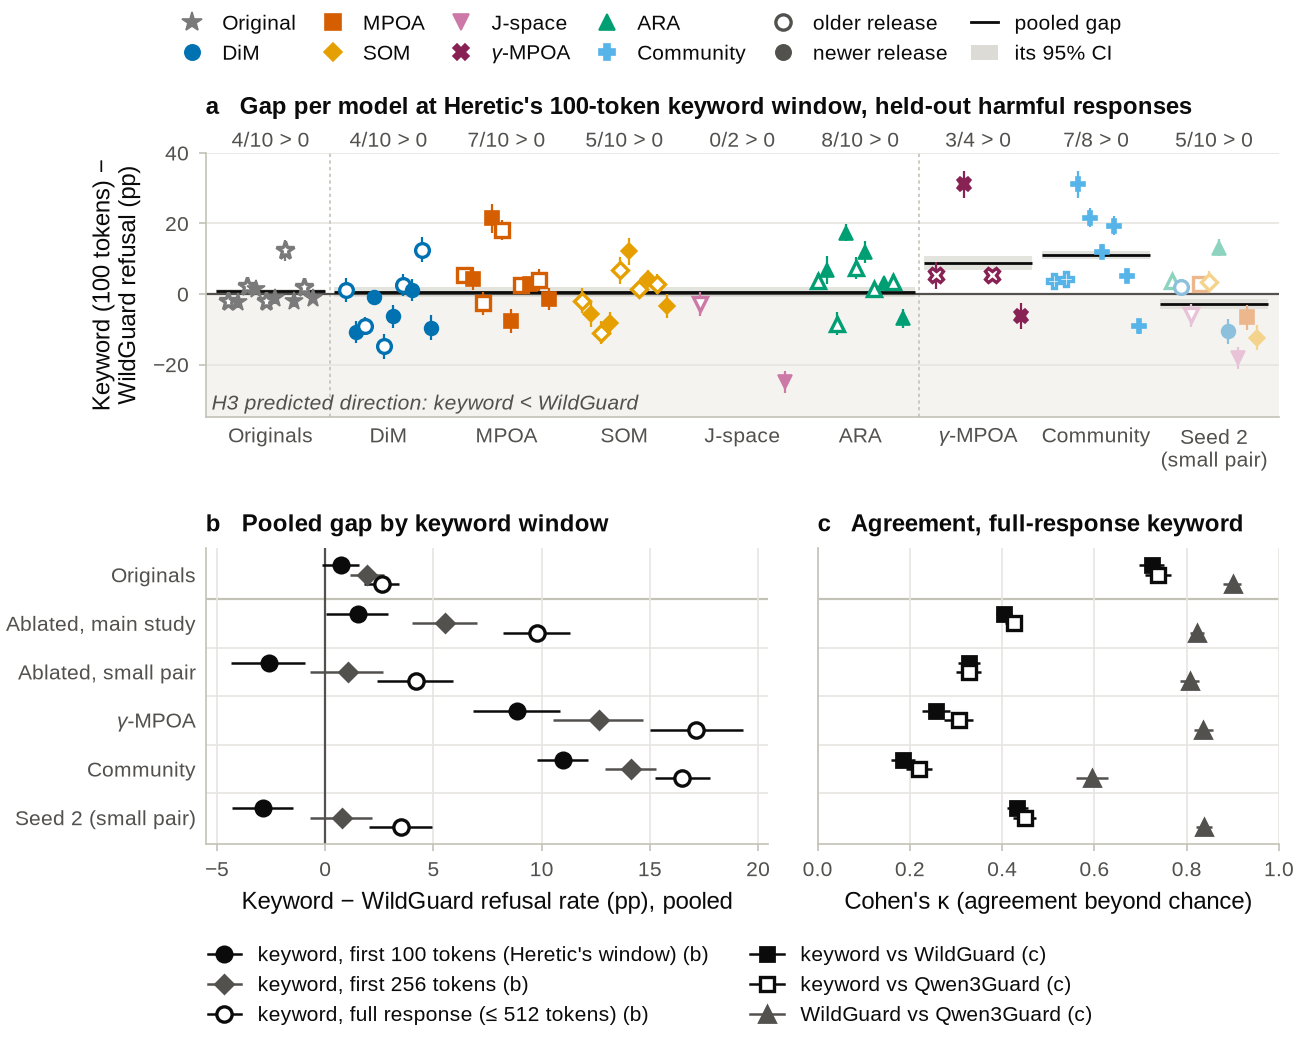 Original MPOA J-space ARA older release pooled gap
DiM SOM γ-MPOA Community newer release its 95% CI
a Gap per model at Heretic's 100-token keyword window, held-out harmful responses
4/10 > 0 4/10 > 0 7/10 > 0 5/10 > 0 0/2 > 0 8/10 > 0 3/4 > 0 7/8 > 0 5/10 > 0
Keyword (100 tokens) −
WildGuard refusal (pp)
40
20
0
−20
H3 predicted direction: keyword < WildGuard
Originals DiM MPOA SOM J-space ARA γ-MPOA Community Seed 2
(small pair)
b Pooled gap by keyword window
Originals
Ablated, main study
Ablated, small pair
γ-MPOA
Community
Seed 2 (small pair)
−5 0 5 10 15 20
Keyword − WildGuard refusal rate (pp), pooled
c Agreement, full-response keyword
0.0 0.2 0.4 0.6 0.8 1.0
Cohen's κ (agreement beyond chance)
keyword, first 100 tokens (Heretic's window) (b)
keyword, first 256 tokens (b)
keyword, full response (≤ 512 tokens) (b)
keyword vs WildGuard (c)
keyword vs Qwen3Guard (c)
WildGuard vs Qwen3Guard (c)